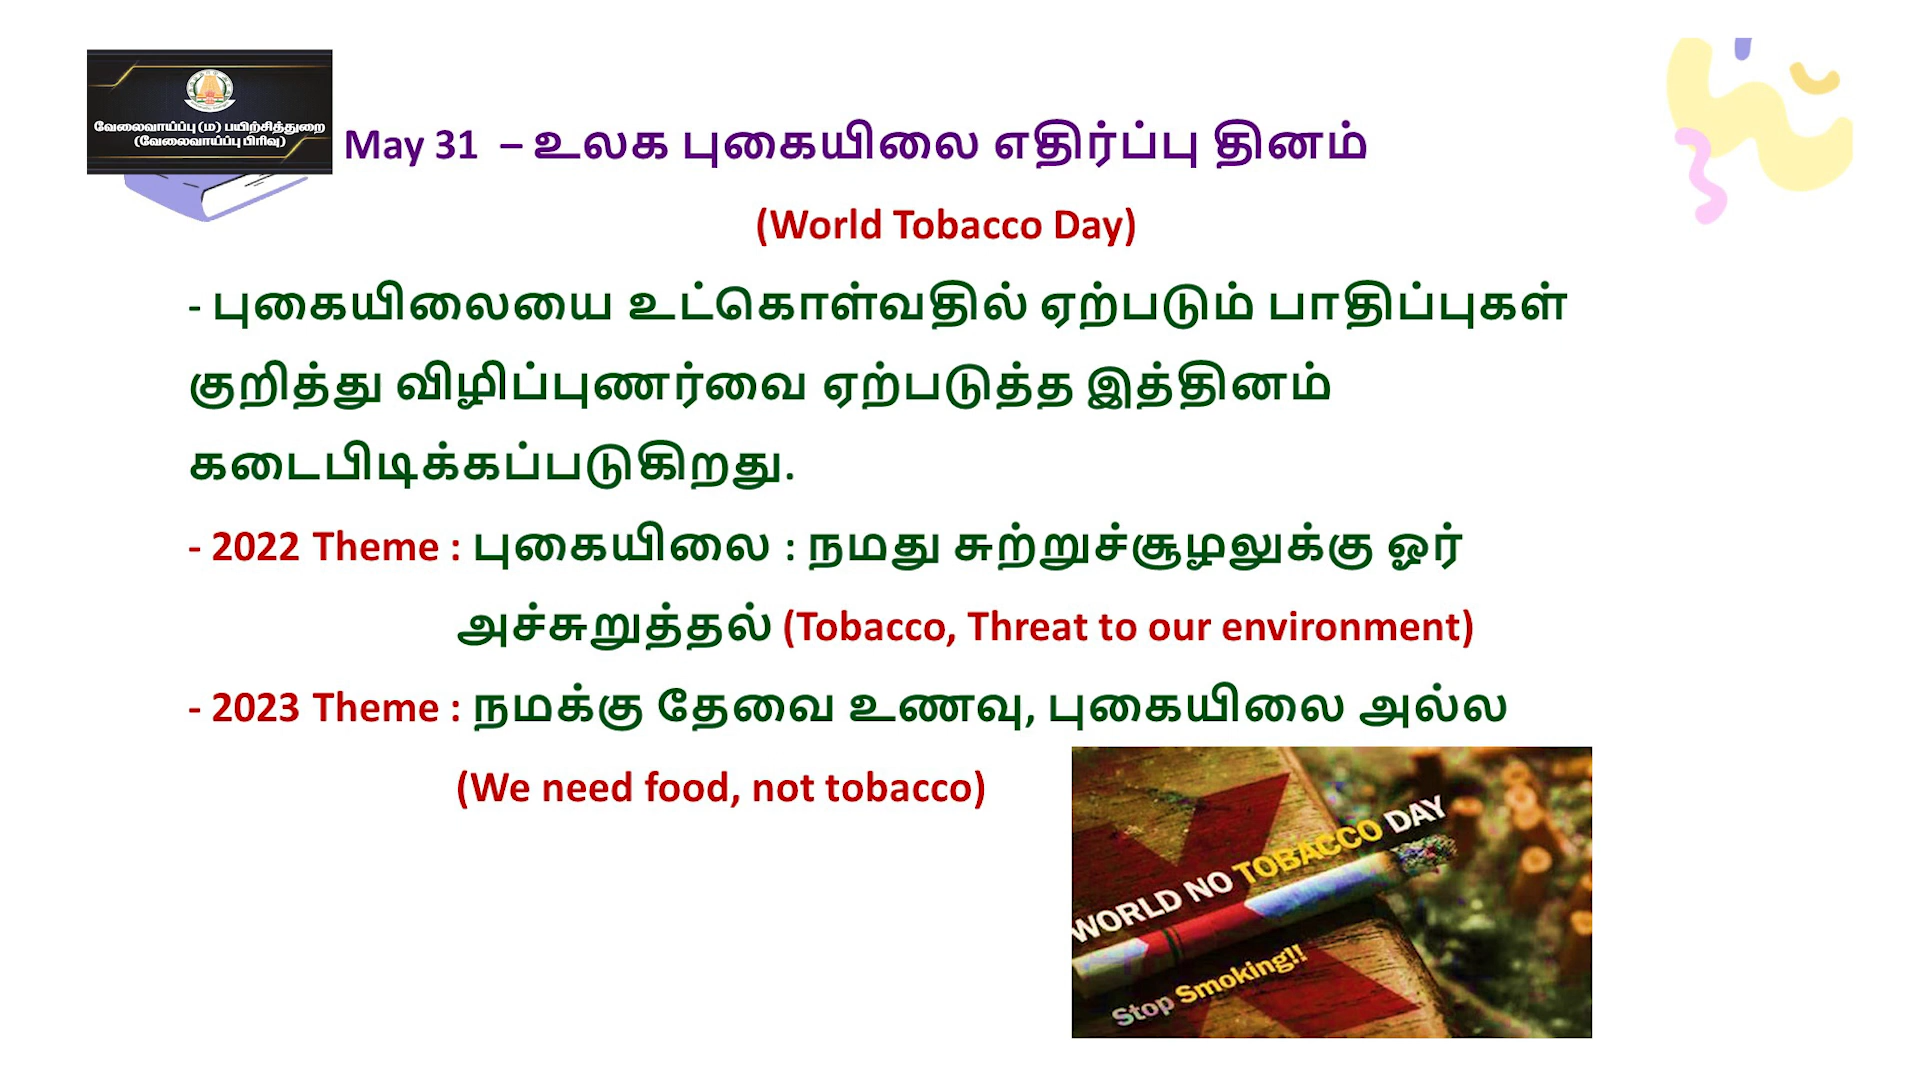 வேலைவாய்ப்பு (ம) பயிற்சித்துறை
(வேலைவாய்ப்பு பிரிவு)
May 31 – உலக புகையிலை எதிர்ப்பு தினம்
(World Tobacco Day)
- புகையிலையை உட்கொள்வதில் ஏற்படும் பாதிப்புகள்
குறித்து விழிப்புணர்வை ஏற்படுத்த இத்தினம்
கடைபிடிக்கப்படுகிறது.
- 2022 Theme : புகையிலை : நமது சுற்றுச்சூழலுக்கு ஓர்
அச்சுறுத்தல் (Tobacco, Threat to our environment)
- 2023 Theme : நமக்கு தேவை உணவு, புகையிலை அல்ல
(We need food, not tobacco)
WORLD NO TOBACCO DAY
Stop Smoking!!